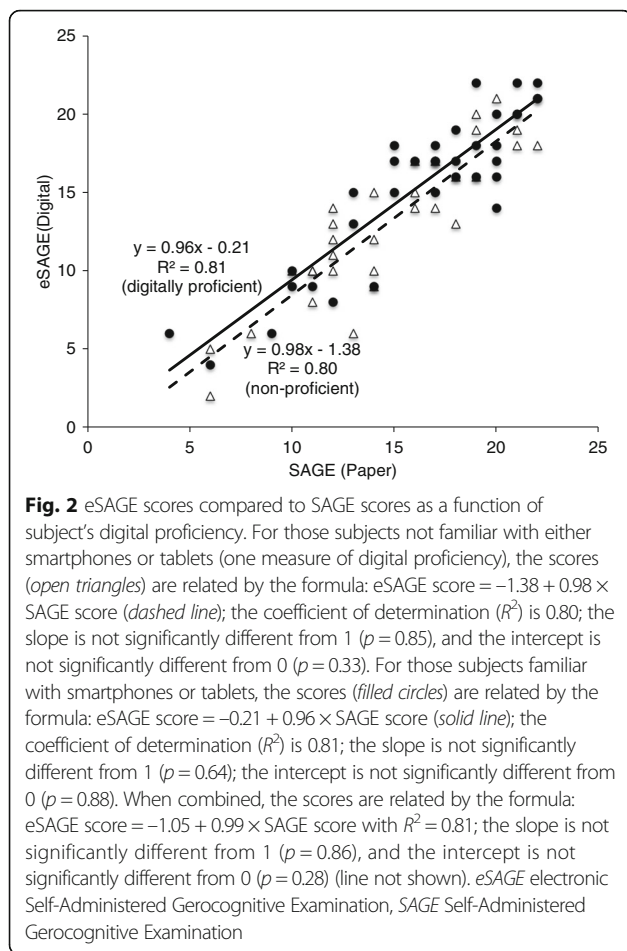 25
20
15
10
5
0
eSAGE(Digital)
y = 0.96x - 0.21
R² = 0.81
(digitally proficient)
y = 0.98x - 1.38
R² = 0.80
(non-proficient)
0 5 10 15 20 25
SAGE (Paper)
Fig. 2 eSAGE scores compared to SAGE scores as a function of
subject's digital proficiency. For those subjects not familiar with either
smartphones or tablets (one measure of digital proficiency), the scores
(open triangles) are related by the formula: eSAGE score = –1.38 + 0.98 ×
SAGE score (dashed line); the coefficient of determination (R²) is 0.80; the
slope is not significantly different from 1 (p = 0.85), and the intercept is
not significantly different from 0 (p = 0.33). For those subjects familiar
with smartphones or tablets, the scores (filled circles) are related by the
formula: eSAGE score = –0.21 + 0.96 × SAGE score (solid line); the
coefficient of determination (R²) is 0.81; the slope is not significantly
different from 1 (p = 0.64); the intercept is not significantly different from
0 (p = 0.88). When combined, the scores are related by the formula:
eSAGE score = –1.05 + 0.99 × SAGE score with R² = 0.81; the slope is not
significantly different from 1 (p = 0.86), and the intercept is not
significantly different from 0 (p = 0.28) (line not shown). eSAGE electronic
Self-Administered Gerocognitive Examination, SAGE Self-Administered
Gerocognitive Examination